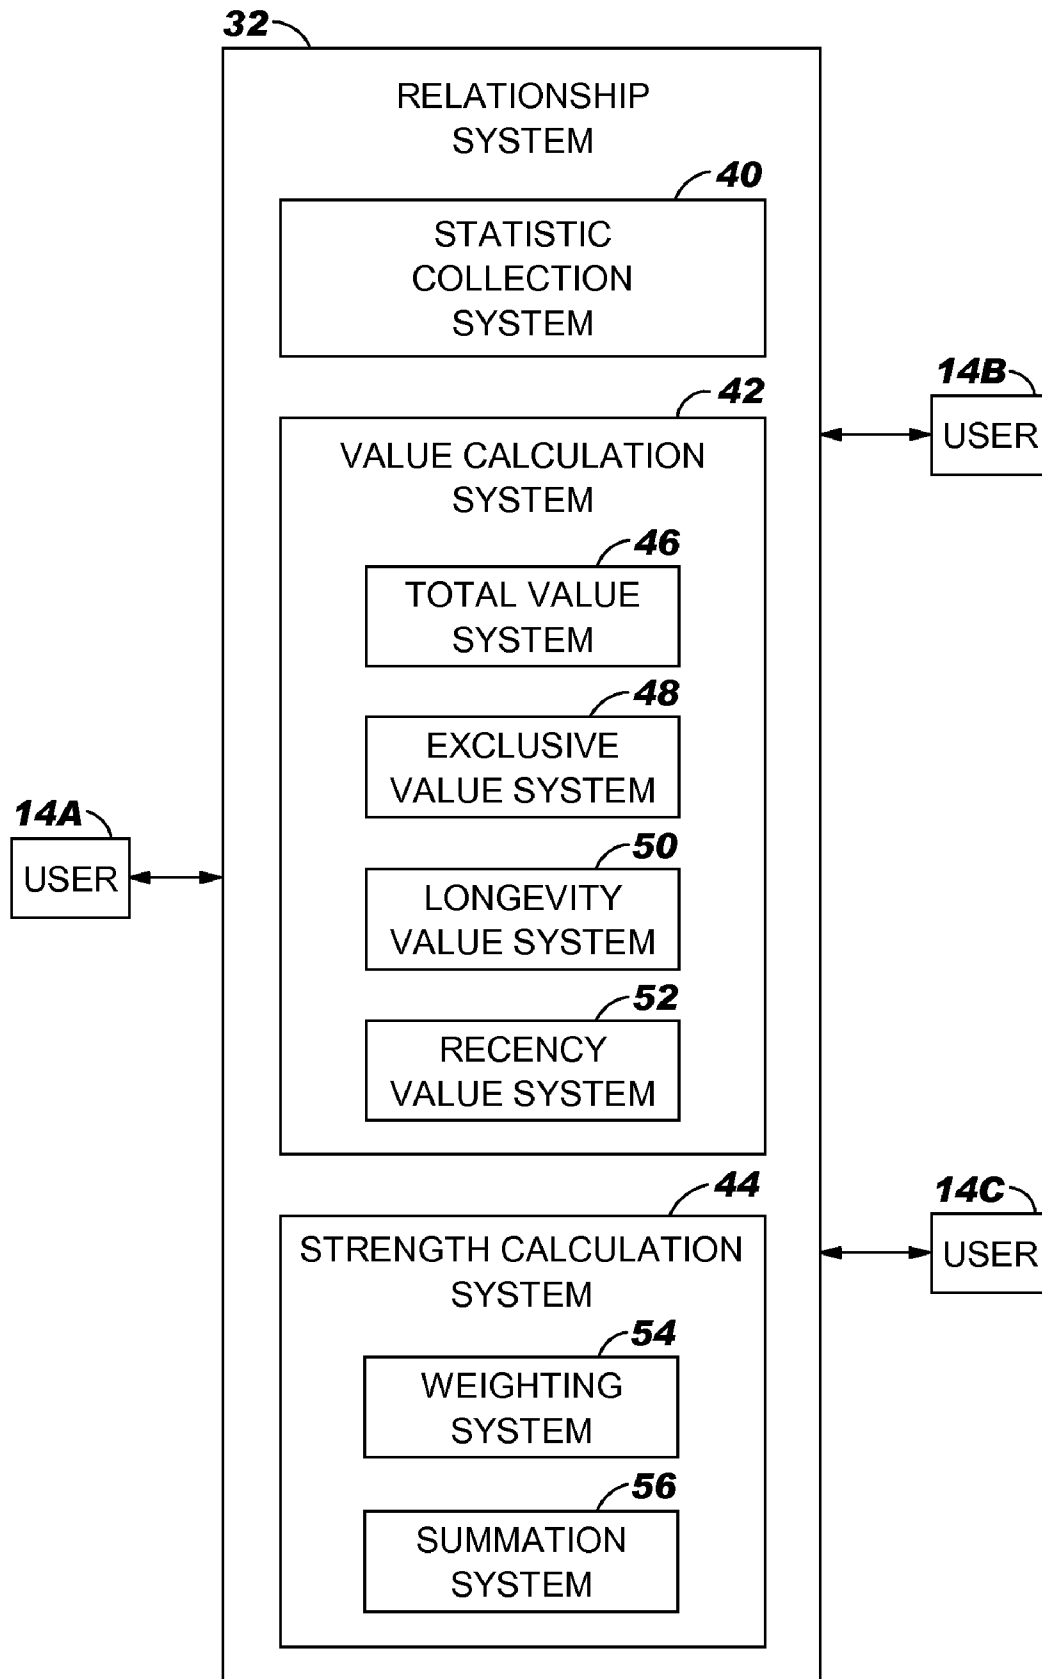 32
RELATIONSHIP
SYSTEM
40
STATISTIC
COLLECTION
SYSTEM
14B
USER
42
VALUE CALCULATION
SYSTEM
46
TOTAL VALUE
SYSTEM
48
EXCLUSIVE
VALUE SYSTEM
14A
USER
50
LONGEVITY
VALUE SYSTEM
52
RECENCY
VALUE SYSTEM
44
STRENGTH CALCULATION
SYSTEM
14C
USER
54
WEIGHTING
SYSTEM
56
SUMMATION
SYSTEM